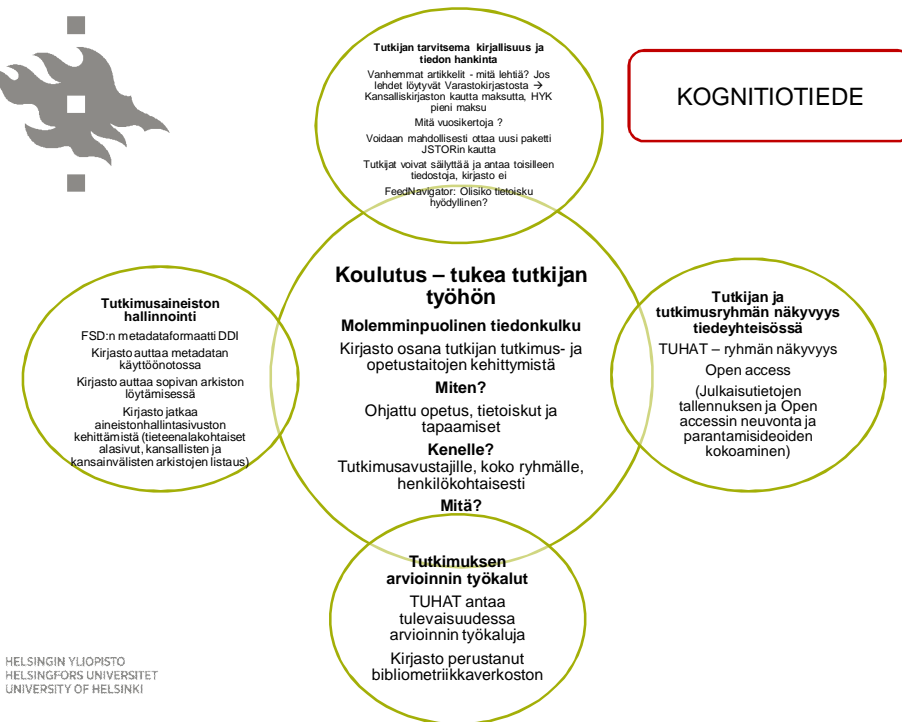 Tutkijan tarvitsema kirjallisuus ja
tiedon hankinta
Vanhemmat artikkelit - mitä lehtiä? Jos
lehdet löytyvät Varastokirjastosta →
Kansalliskirjaston kautta maksutta, HYK
pieni maksu
Mitä vuosikertoja ?
Voidaan mahdollisesti ottaa uusi paketti
JSTORin kautta
Tutkijat voivat säilyttää ja antaa toisilleen
tiedostoja, kirjasto ei
FeedNavigator: Olisiko tietoisku
hyödyllinen?
KOGNITIOTIEDE
Koulutus – tukea tutkijan
työhön
Molemminpuolinen tiedonkulku
Kirjasto osana tutkijan tutkimus- ja
opetustaitojen kehittymistä
Miten?
Ohjattu opetus, tietoiskut ja
tapaamiset
Kenelle?
Tutkimusavustajille, koko ryhmälle,
henkilökohtaisesti
Mitä?
Tutkimusaineiston
hallinnointi
FSD:n metadataformaatti DDI
Kirjasto auttaa metadatan
käyttöönotossa
Kirjasto auttaa sopivan arkiston
löytämisessä
Kirjasto jatkaa
aineistonhallintasivuston
kehittämistä (tieteenalakohtaiset
alasivut, kansallisten ja
kansainvälisten arkistojen listaus)
Tutkijan ja
tutkimusryhmän näkyvyys
tiedeyhteisössä
TUHAT – ryhmän näkyvyys
Open access
(Julkaisutietojen
tallennuksen ja Open
accessin neuvonta ja
parantamisideoiden
kokoaminen)
Tutkimuksen
arvioinnin työkalut
TUHAT antaa
tulevaisuudessa
arvioinnin työkaluja
Kirjasto perustanut
bibliometriikkaverkoston
HELSINGIN YLIOPISTO
HELSINGFORS UNIVERSITET
UNIVERSITY OF HELSINKI